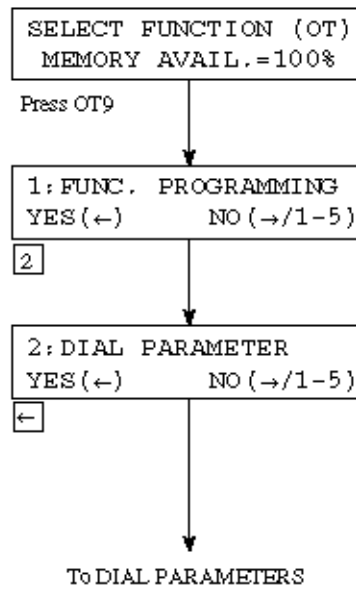 SELECT FUNCTION (OT)
MEMORY AVAIL.=100%
Press OT9
1:FUNC. PROGRAMMING
YES(←) NO(→/1-5)
2
2:DIAL PARAMETER
YES(←) NO(→/1-5)
←
To DIAL PARAMETERS